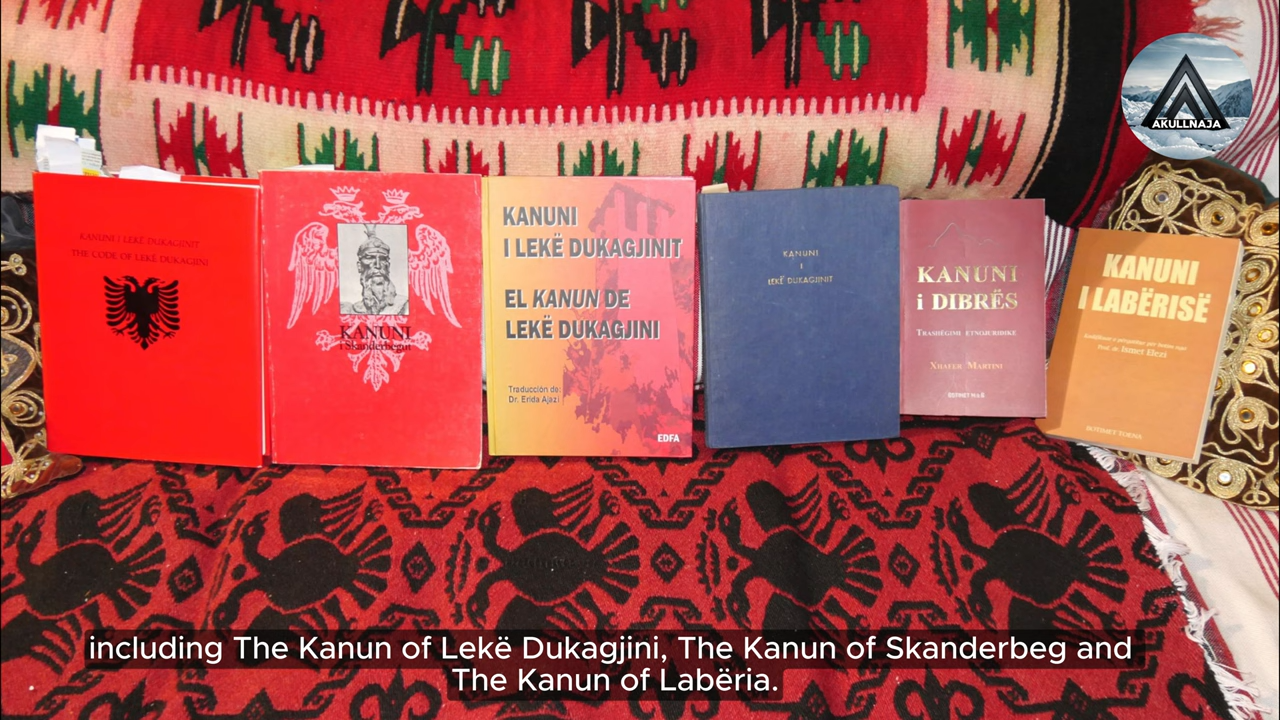 AKULLNAJA
KANUNI I LEKË DUKAGJINIT
THE CODE OF LEKË DUKAGJINI
KANUNI
i Skanderbegut
KANUNI
I LEKË DUKAGJINIT
EL KANUN DE
LEKË DUKAGJINI
Traducción de:
Dr. Erida Ajazi
EDFA
KANUNI
I
LEKË DUKAGJINIT
KANUNI
i DIBRËS
TRASHËGIMI ETNOJURIDIKE
XHAFER MARTINI
BOTIMET M&B
KANUNI
I LABËRISË
Prof. dr. Ismet Elezi
BOTIMET TOENA
including The Kanun of Lekë Dukagjini, The Kanun of Skanderbeg and
The Kanun of Labëria.